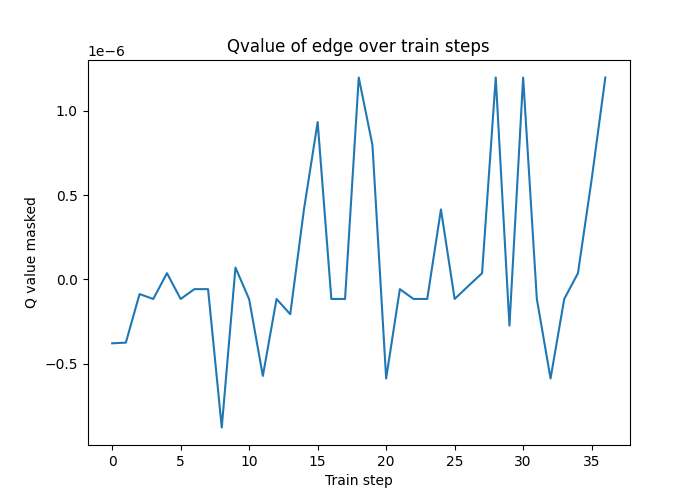 Qvalue of edge over train steps
1e−6
1.0
0.5
0.0
−0.5
Q value masked
0 5 10 15 20 25 30 35
Train step